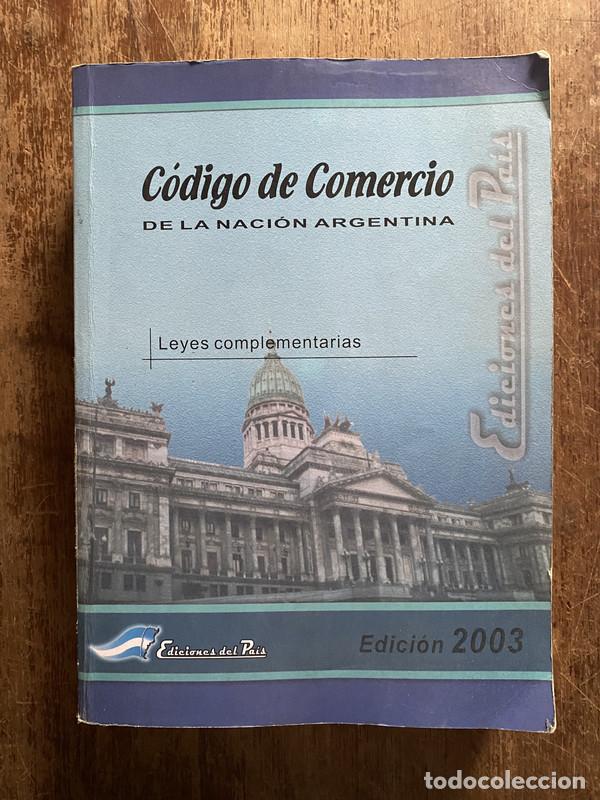 Código de Comercio
DE LA NACIÓN ARGENTINA
Ediciones del País
Leyes complementarias
Ediciones del País
Edición 2003
todocoleccion